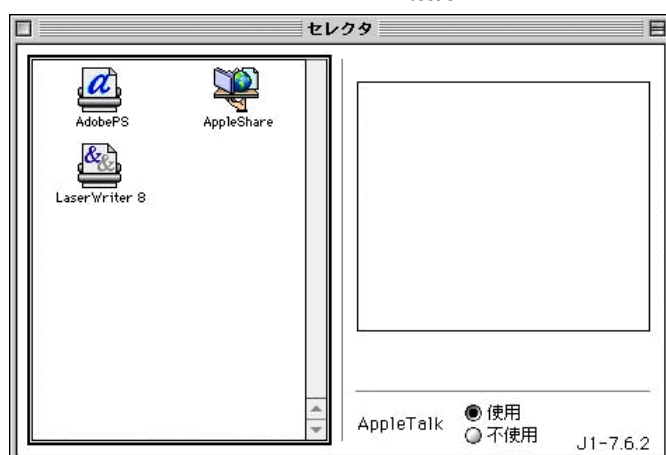 セレクタ
AdobePS
AppleShare
LaserWriter 8
AppleTalk
使用
不使用
J1-7.6.2